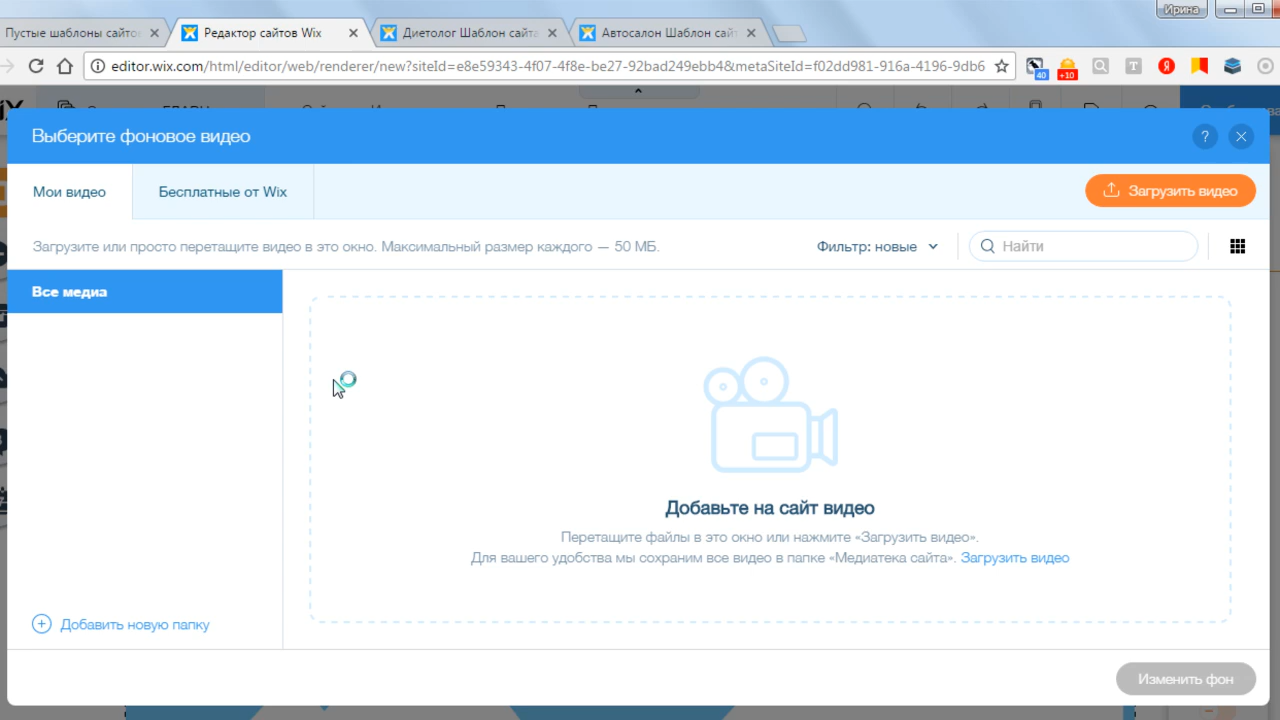 Ирина
Пустые шаблоны сайтов
Редактор сайтов Wix
Диетолог Шаблон сайта
Автосалон Шаблон сайт
editor.wix.com/html/editor/web/renderer/new?siteId=e8e59343-4f07-4f8e-be27-92bad249ebb4&metaSiteId=f02dd981-916a-4196-9db6
40
+10
T
Я
Выберите фоновое видео
?
Мои видео
Бесплатные от Wix
Загрузить видео
Загрузите или просто перетащите видео в это окно. Максимальный размер каждого — 50 МБ.
Фильтр: новые
Найти
Все медиа
Добавьте на сайт видео
Перетащите файлы в это окно или нажмите «Загрузить видео».
Для вашего удобства мы сохраним все видео в папке «Медиатека сайта». Загрузить видео
Добавить новую папку
Изменить фон